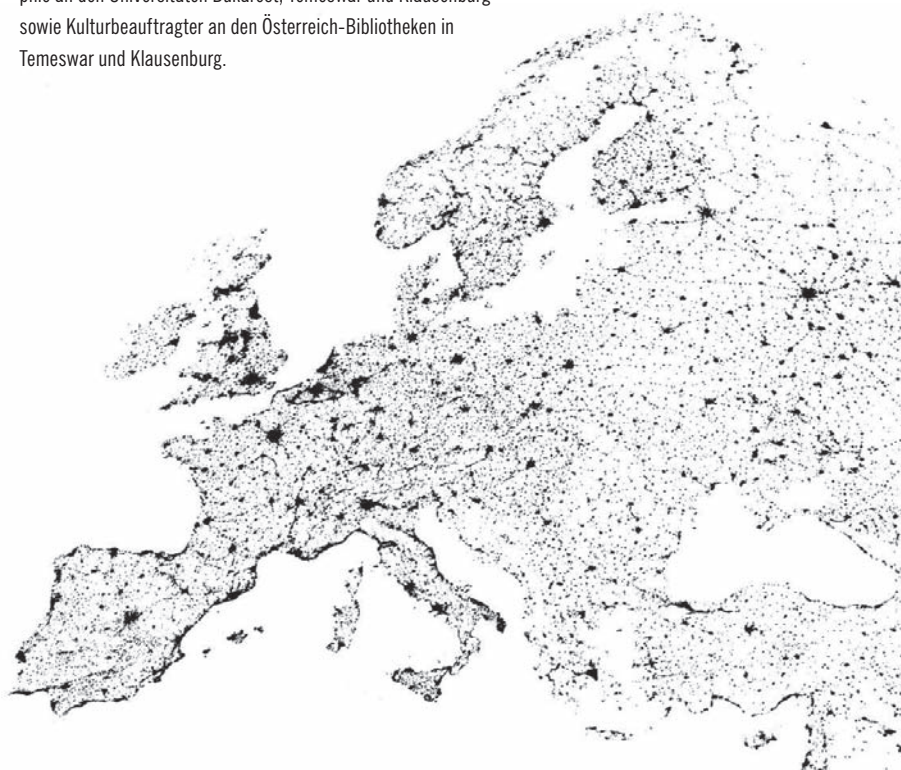 phie an den Universitäten Bukarest, Temeswar und Klausenburg
sowie Kulturbeauftragter an den Österreich-Bibliotheken in
Temeswar und Klausenburg.